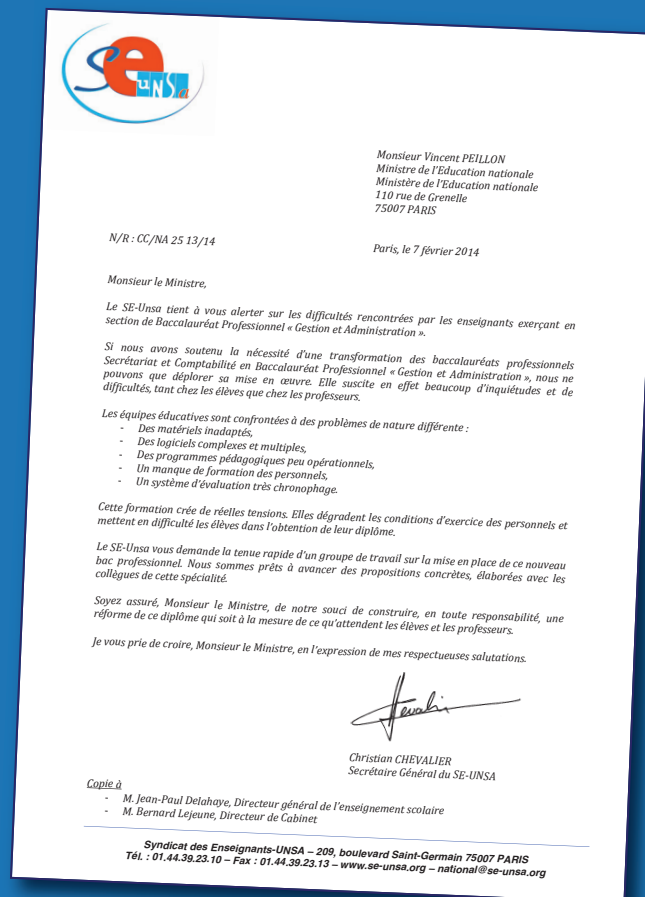 SE UNSa
Monsieur Vincent PEILLON
Ministre de l'Education nationale
Ministère de l'Education nationale
110 rue de Grenelle
75007 PARIS
N/R : CC/NA 25 13/14
Paris, le 7 février 2014
Monsieur le Ministre,
Le SE-Unsa tient à vous alerter sur les difficultés rencontrées par les enseignants exerçant en
section de Baccalauréat Professionnel « Gestion et Administration ».
Si nous avons soutenu la nécessité d'une transformation des baccalauréats professionnels
Secrétariat et Comptabilité en Baccalauréat Professionnel « Gestion et Administration », nous ne
pouvons que déplorer sa mise en œuvre. Elle suscite en effet beaucoup d'inquiétudes et de
difficultés, tant chez les élèves que chez les professeurs.
Les équipes éducatives sont confrontées à des problèmes de nature différente :
- Des matériels inadaptés,
- Des logiciels complexes et multiples,
- Des programmes pédagogiques peu opérationnels,
- Un manque de formation des personnels,
- Un système d'évaluation très chronophage.
Cette formation crée de réelles tensions. Elles dégradent les conditions d'exercice des personnels et
mettent en difficulté les élèves dans l'obtention de leur diplôme.
Le SE-Unsa vous demande la tenue rapide d'un groupe de travail sur la mise en place de ce nouveau
bac professionnel. Nous sommes prêts à avancer des propositions concrètes, élaborées avec les
collègues de cette spécialité.
Soyez assuré, Monsieur le Ministre, de notre souci de construire, en toute responsabilité, une
réforme de ce diplôme qui soit à la mesure de ce qu'attendent les élèves et les professeurs.
Je vous prie de croire, Monsieur le Ministre, en l'expression de mes respectueuses salutations.
Christian CHEVALIER
Secrétaire Général du SE-UNSA
Copie à
- M. Jean-Paul Delahaye, Directeur général de l'enseignement scolaire
- M. Bernard Lejeune, Directeur de Cabinet
Syndicat des Enseignants-UNSA – 209, boulevard Saint-Germain 75007 PARIS
Tél. : 01.44.39.23.10 – Fax : 01.44.39.23.13 – www.se-unsa.org – national@se-unsa.org